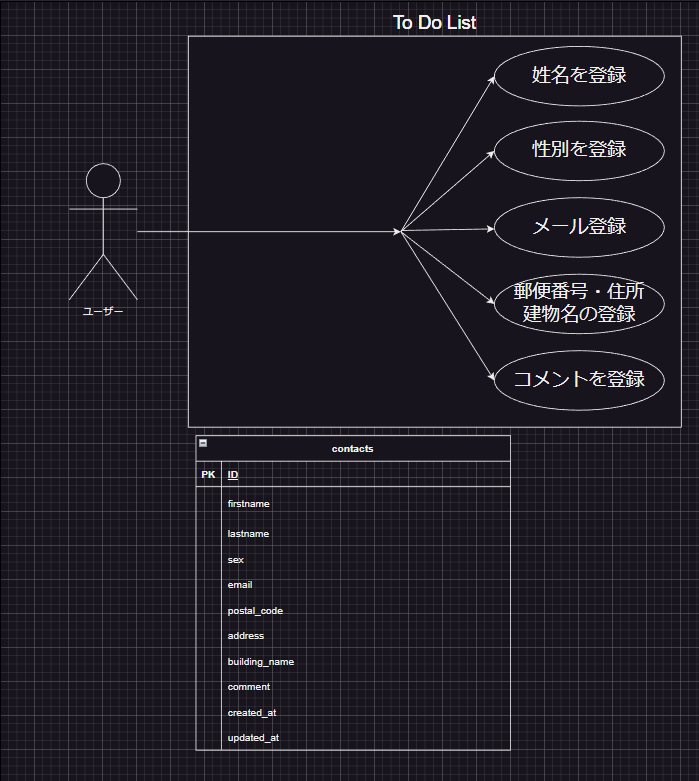 To Do List
姓名を登録
性別を登録
メール登録
郵便番号・住所
建物名の登録
コメントを登録
ユーザー
contacts
PK ID
firstname
lastname
sex
email
postal_code
address
building_name
comment
created_at
updated_at